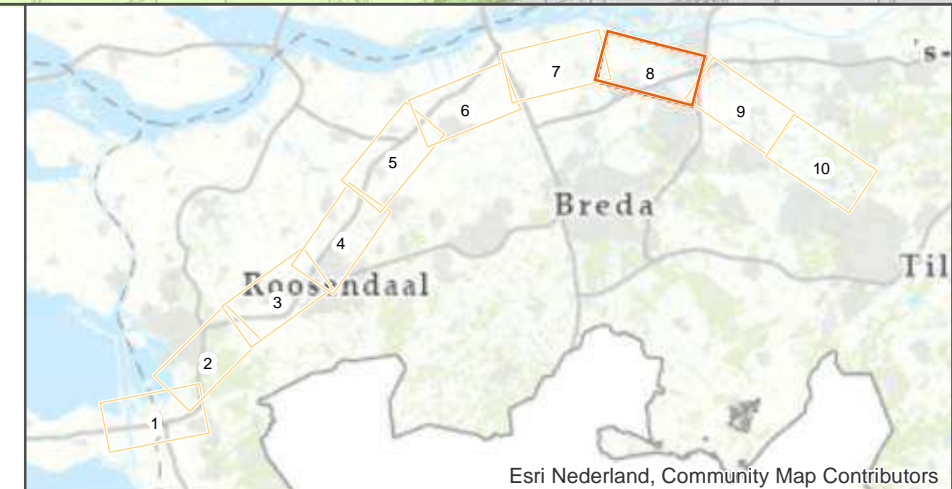 's-
7
8
6
9
5
10
Breda
4
Til
Roosendaal
3
2
1
Esri Nederland, Community Map Contributors